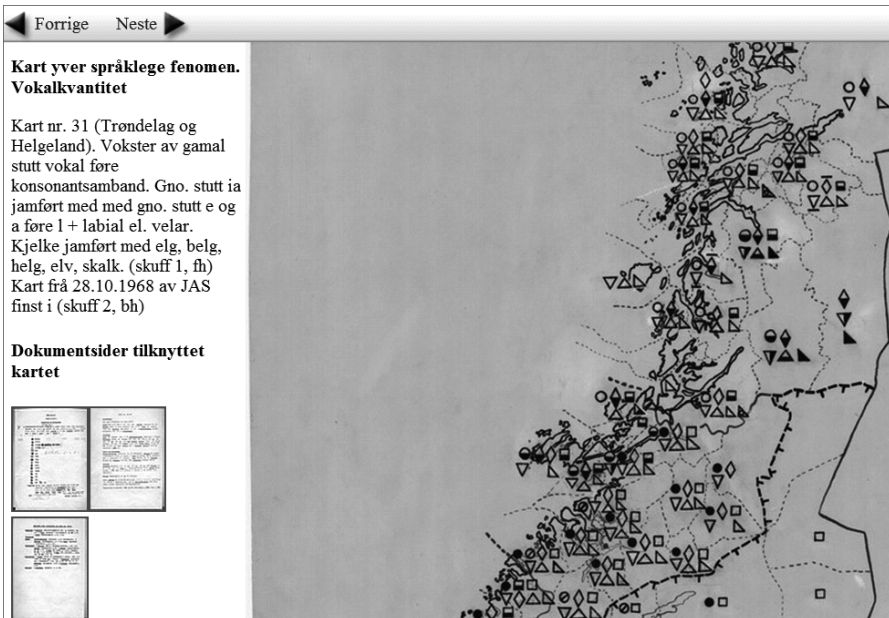 Forrige Neste
Kart yver språklege fenomen.
Vokalkvantitet
Kart nr. 31 (Trøndelag og
Helgeland). Vokster av gamal
stutt vokal føre
konsonantsamband. Gno. stutt ia
jamført med med gno. stutt e og
a føre l + labial el. velar.
Kjelke jamført med elg, belg,
helg, elv, skalk. (skuff 1, fh)
Kart frå 28.10.1968 av JAS
finst i (skuff 2, bh)
Dokumentsider tilknyttet
kartet